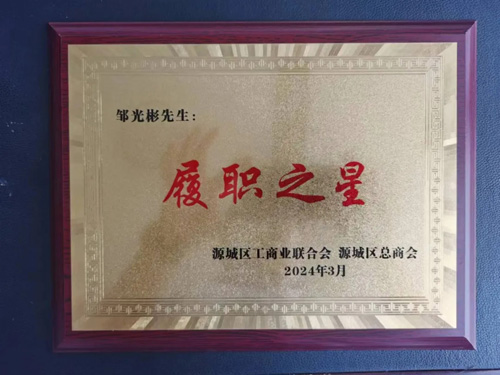 邹光彬先生：
履职之星
源城区工商业联合会 源城区总商会
2024年3月